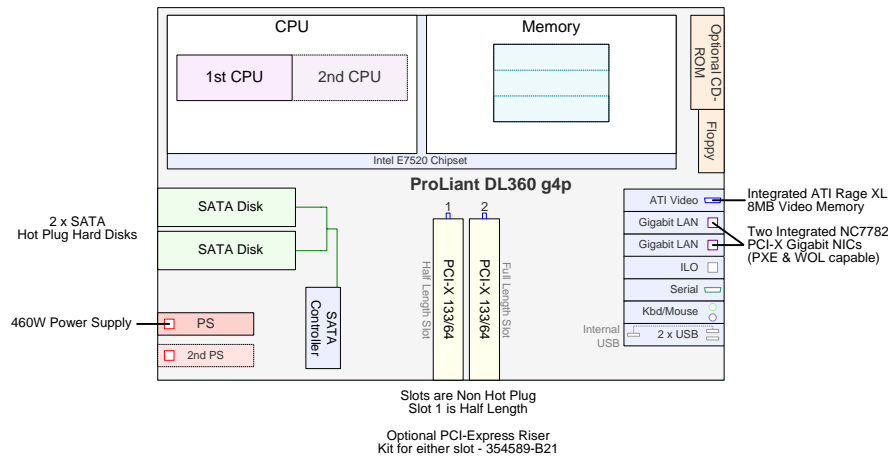 CPU
Memory
1st CPU
2nd CPU
Optional CD-
ROM
Floppy
Intel E7520 Chipset
ProLiant DL360 g4p
2 x SATA
Hot Plug Hard Disks
SATA Disk
SATA Disk
SATA
Controller
460W Power Supply
PS
2nd PS
1
2
Half Length Slot
PCI-X 133/64
PCI-X 133/64
Full Length Slot
ATI Video
Gigabit LAN
Gigabit LAN
ILO
Serial
Kbd/Mouse
2 x USB
Internal
USB
Integrated ATI Rage XL
8MB Video Memory
Two Integrated NC7782
PCI-X Gigabit NICs
(PXE & WOL capable)
Slots are Non Hot Plug
Slot 1 is Half Length
Optional PCI-Express Riser
Kit for either slot - 354589-B21